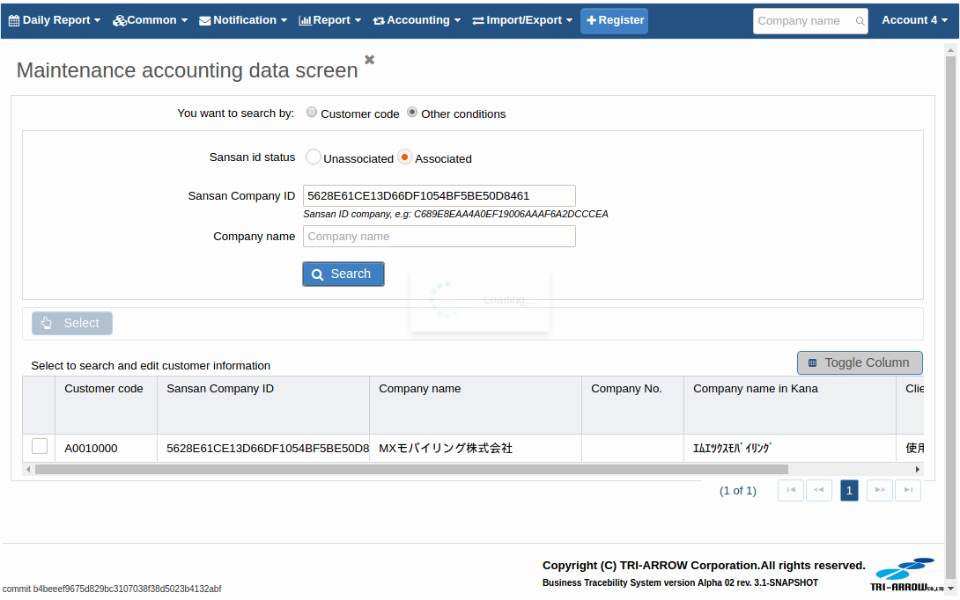 Daily Report Common Notification Report Accounting Import/Export Register Company name Account 4
Maintenance accounting data screen
You want to search by: Customer code Other conditions
Sansan id status Unassociated Associated
Sansan Company ID 5628E61CE13D66DF1054BF5BE50D8461
Sansan ID company, e.g: C689E8EAA4A0EF19006AAAF6A2DCCCEA
Company name Company name
Search
Loading...
Select
Select to search and edit customer information Toggle Column
Customer code Sansan Company ID Company name Company No. Company name in Kana Clie
A0010000 5628E61CE13D66DF1054BF5BE50D8 MXモバイリング株式会社 ｴﾑｴﾂｸｽﾓﾊﾞｲﾘﾝｸﾞ 使用
(1 of 1) 1
Copyright (C) TRI-ARROW Corporation.All rights reserved.
Business Tracebility System version Alpha 02 rev. 3.1-SNAPSHOT
TRI-ARROW CO.,LTD
commit b4beeef9675d829bc3107038f38d5023b4132abf